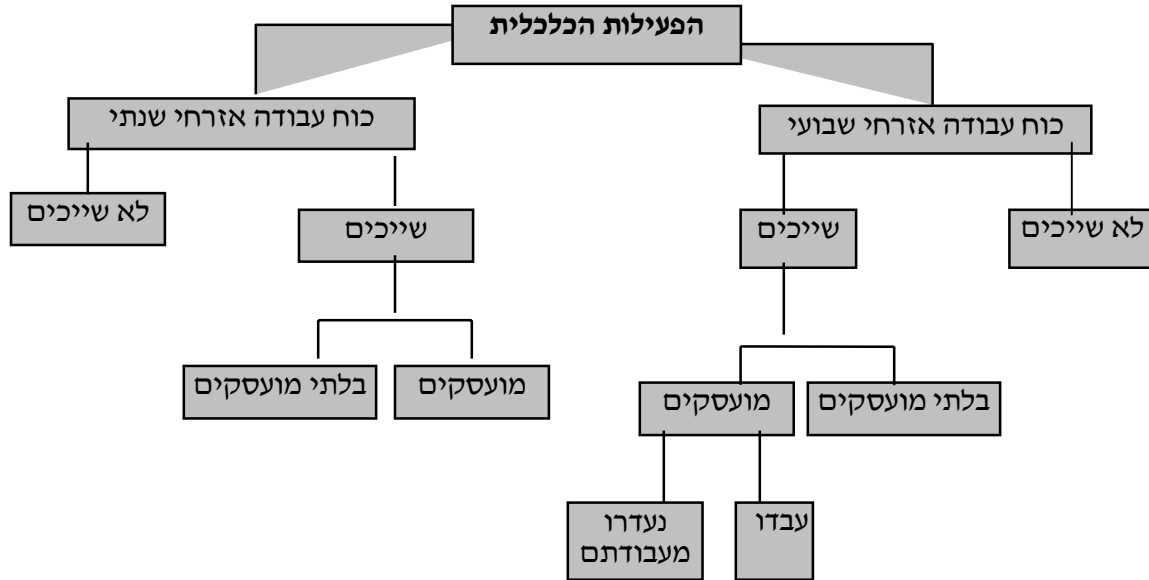 הפעילות הכלכלית
כוח עבודה אזרחי שבועי
כוח עבודה אזרחי שנתי
לא שייכים
שייכים
שייכים
לא שייכים
בלתי מועסקים
מועסקים
מועסקים
בלתי מועסקים
עבדו
נעדרו
מעבודתם